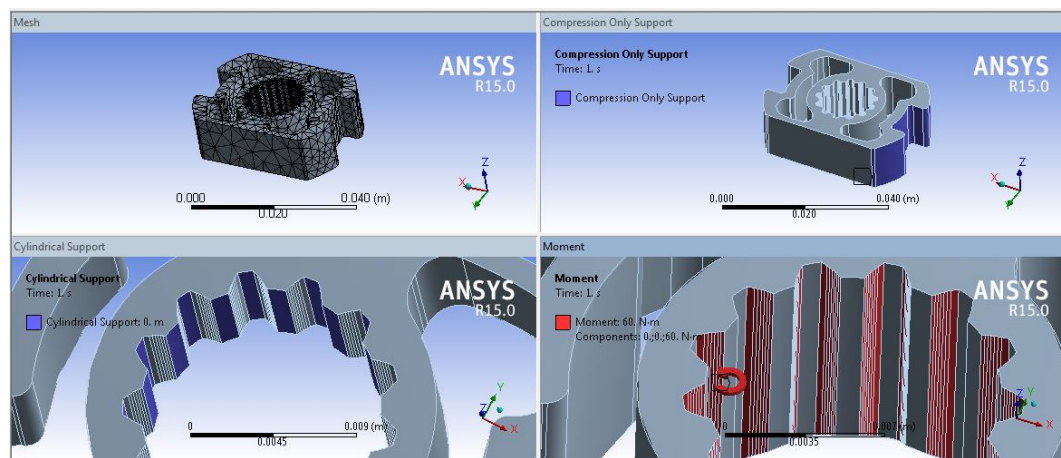 Mesh
ANSYS
R15.0
0.000
0.040 (m)
0.020
X
Y
Z
Compression Only Support
Compression Only Support
Time: 1. s
Compression Only Support
ANSYS
R15.0
0.000
0.040 (m)
0.020
X
Y
Z
Cylindrical Support
Cylindrical Support
Time: 1. s
Cylindrical Support: 0. m
ANSYS
R15.0
0
0.009 (m)
0.0045
Y
Z
X
Moment
Moment
Time: 1. s
Moment: 60. N·m
Components: 0.;0.;60. N·m
ANSYS
R15.0
0
0.007 (m)
0.0035
Y
Z
X